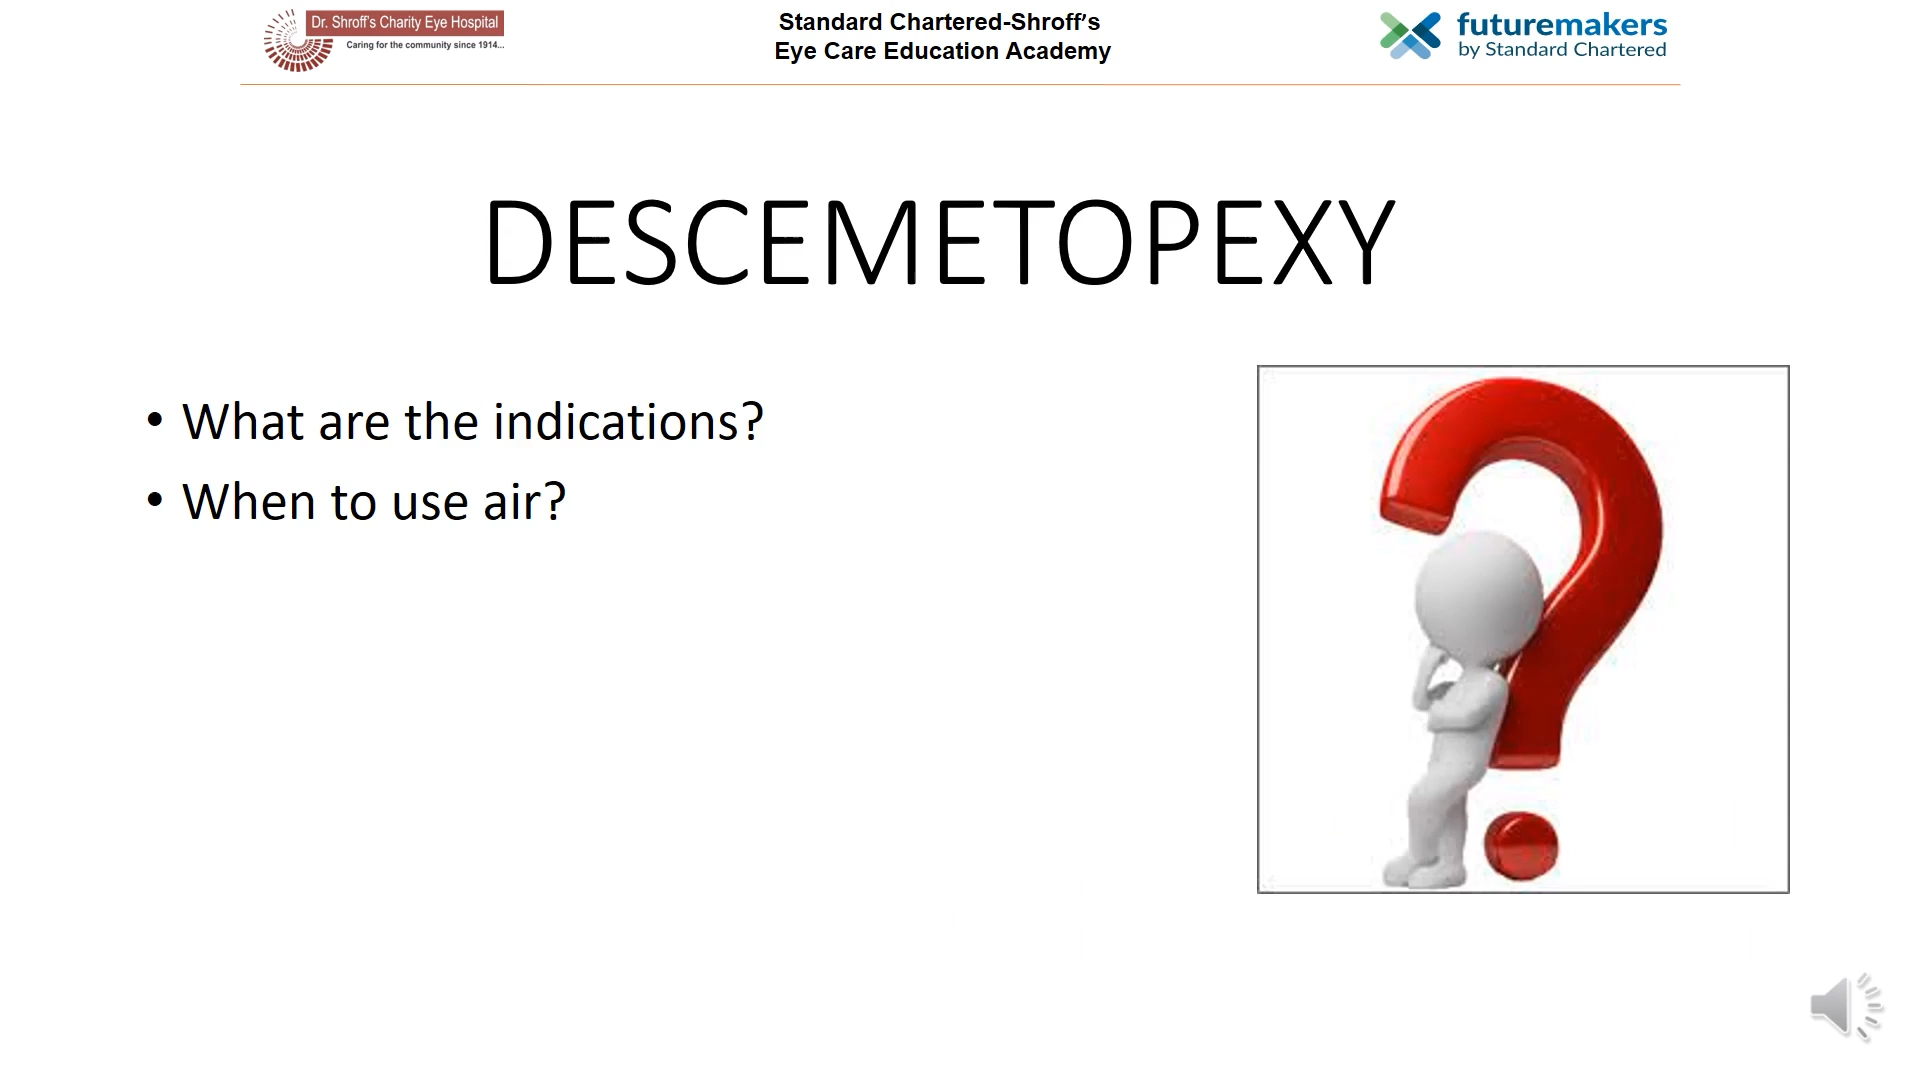 Dr. Shroff's Charity Eye Hospital
Caring for the community since 1914...
Standard Chartered-Shroff's
Eye Care Education Academy
futuremakers
by Standard Chartered
DESCEMETOPEXY
• What are the indications?
• When to use air?